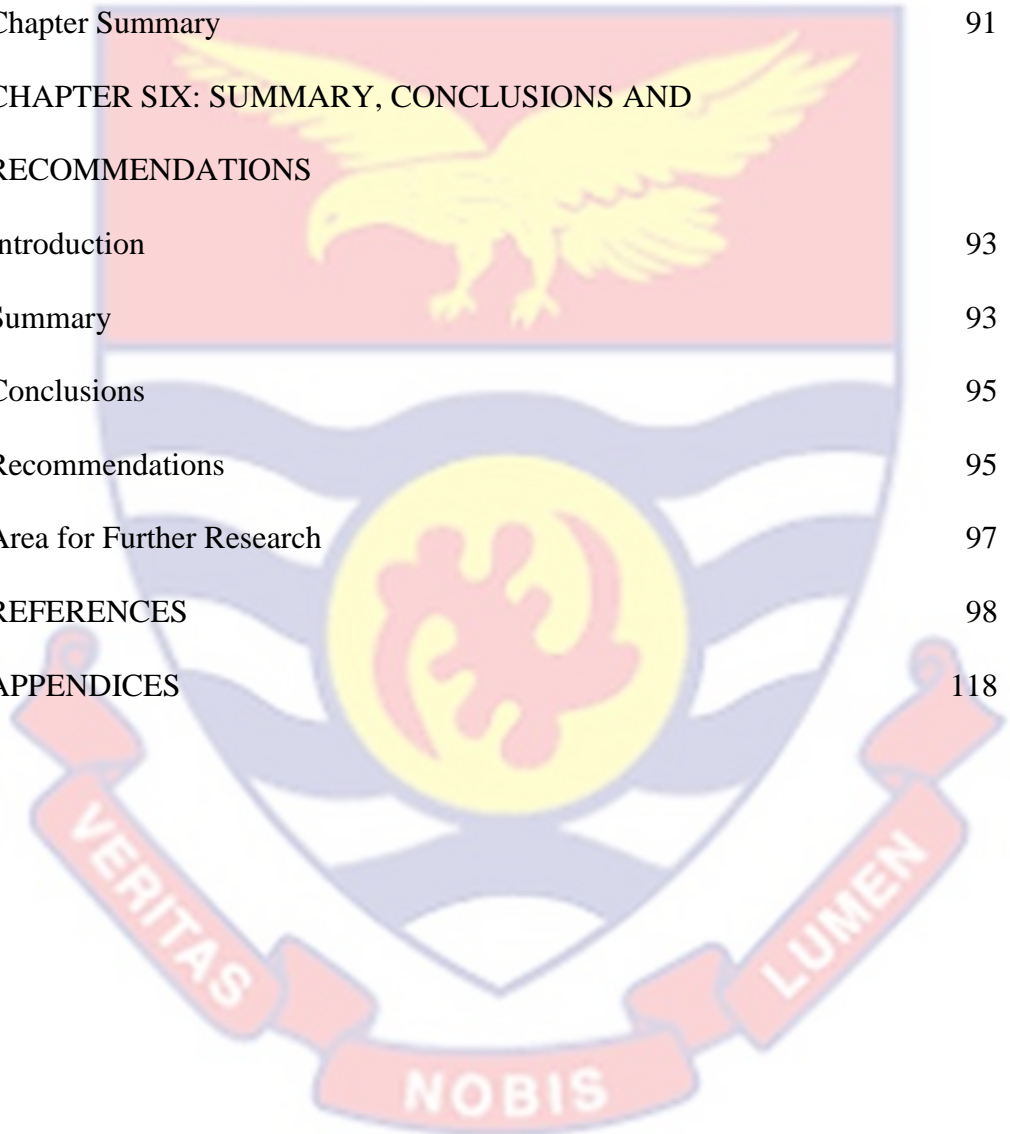 Chapter Summary 91
CHAPTER SIX: SUMMARY, CONCLUSIONS AND
RECOMMENDATIONS
Introduction 93
Summary 93
Conclusions 95
Recommendations 95
Area for Further Research 97
REFERENCES 98
APPENDICES 118
VERITAS
NOBIS
LUMEN